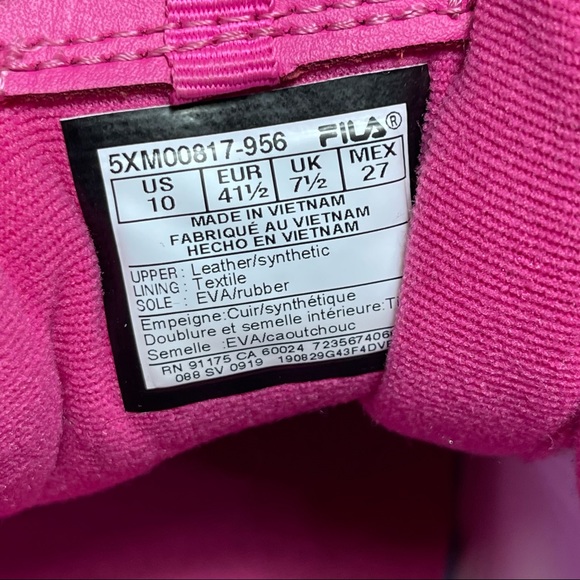 5XM00817-956 FILA®
US 10 EUR 41½ UK 7½ MEX 27
MADE IN VIETNAM
FABRIQUÉ AU VIETNAM
HECHO EN VIETNAM
UPPER : Leather/synthetic
LINING : Textile
SOLE : EVA/rubber
Empeigne:Cuir/synthétique
Doublure et semelle intérieure:
Semelle :EVA/caoutchouc
RN 91175 CA 60024
088 SV 0919